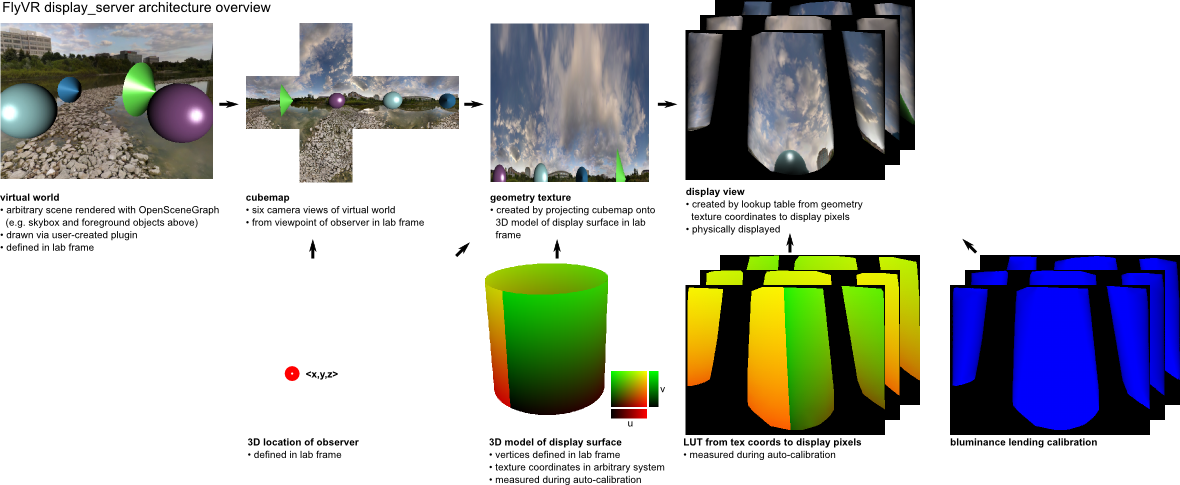 FlyVR display_server architecture overview
virtual world
• arbitrary scene rendered with OpenSceneGraph
(e.g. skybox and foreground objects above)
• drawn via user-created plugin
• defined in lab frame
cubemap
• six camera views of virtual world
• from viewpoint of observer in lab frame
geometry texture
• created by projecting cubemap onto
3D model of display surface in lab
frame
display view
• created by lookup table from geometry
texture coordinates to display pixels
• physically displayed
<x,y,z>
3D location of observer
• defined in lab frame
v
u
3D model of display surface
• vertices defined in lab frame
• texture coordinates in arbitrary system
• measured during auto-calibration
LUT from tex coords to display pixels
• measured during auto-calibration
bluminance lending calibration